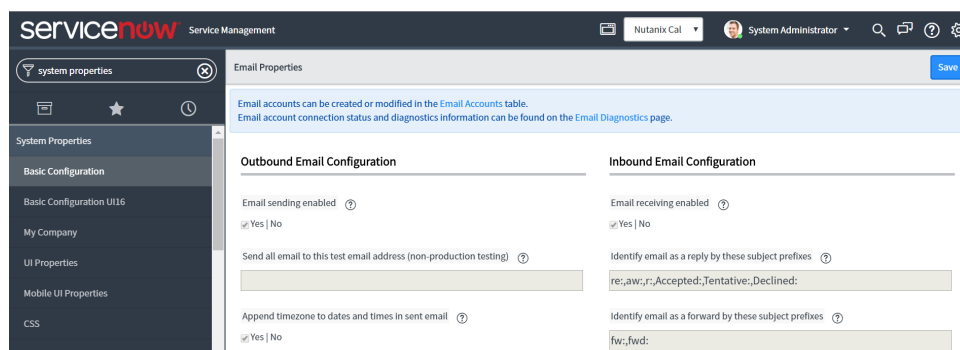 servicenow Service Management
Nutanix Cal
System Administrator
system properties
Email Properties
Save
Email accounts can be created or modified in the Email Accounts table.
Email account connection status and diagnostics information can be found on the Email Diagnostics page.
System Properties
Basic Configuration
Basic Configuration UI16
My Company
UI Properties
Mobile UI Properties
CSS
Outbound Email Configuration
Email sending enabled ?
Yes | No
Send all email to this test email address (non-production testing) ?
Append timezone to dates and times in sent email ?
Yes | No
Inbound Email Configuration
Email receiving enabled ?
Yes | No
Identify email as a reply by these subject prefixes ?
re:,aw:,r:,Accepted:,Tentative:,Declined:
Identify email as a forward by these subject prefixes ?
fw:,fwd: